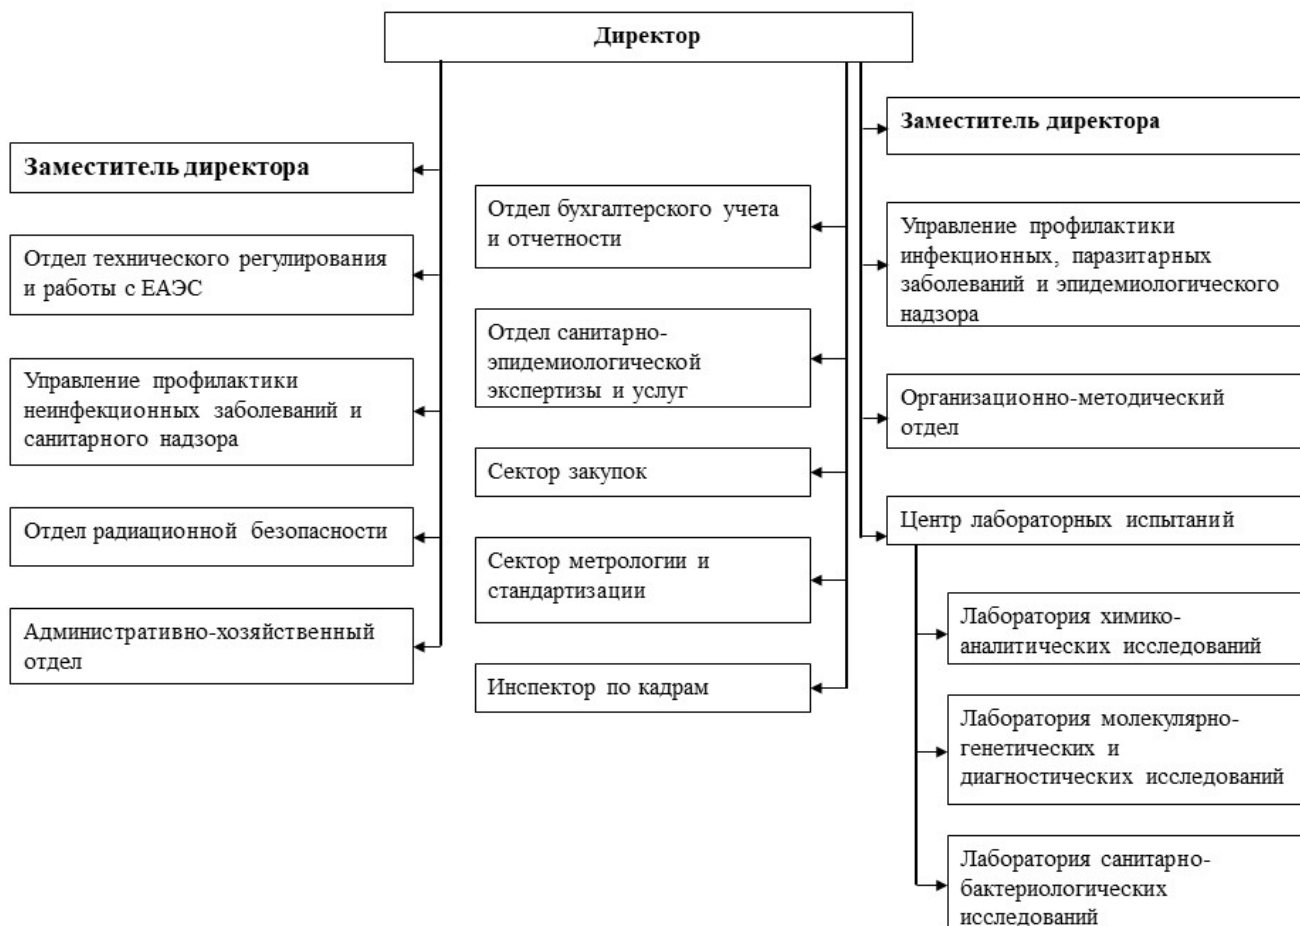 Директор
Заместитель директора
Отдел технического регулирования
и работы с ЕАЭС
Управление профилактики
неинфекционных заболеваний и
санитарного надзора
Отдел радиационной безопасности
Административно-хозяйственный
отдел
Отдел бухгалтерского учета
и отчетности
Отдел санитарно-
эпидемиологической
экспертизы и услуг
Сектор закупок
Сектор метрологии и
стандартизации
Инспектор по кадрам
Заместитель директора
Управление профилактики
инфекционных, паразитарных
заболеваний и эпидемиологического
надзора
Организационно-методический
отдел
Центр лабораторных испытаний
Лаборатория химико-
аналитических исследований
Лаборатория молекулярно-
генетических и
диагностических исследований
Лаборатория санитарно-
бактериологических
исследований